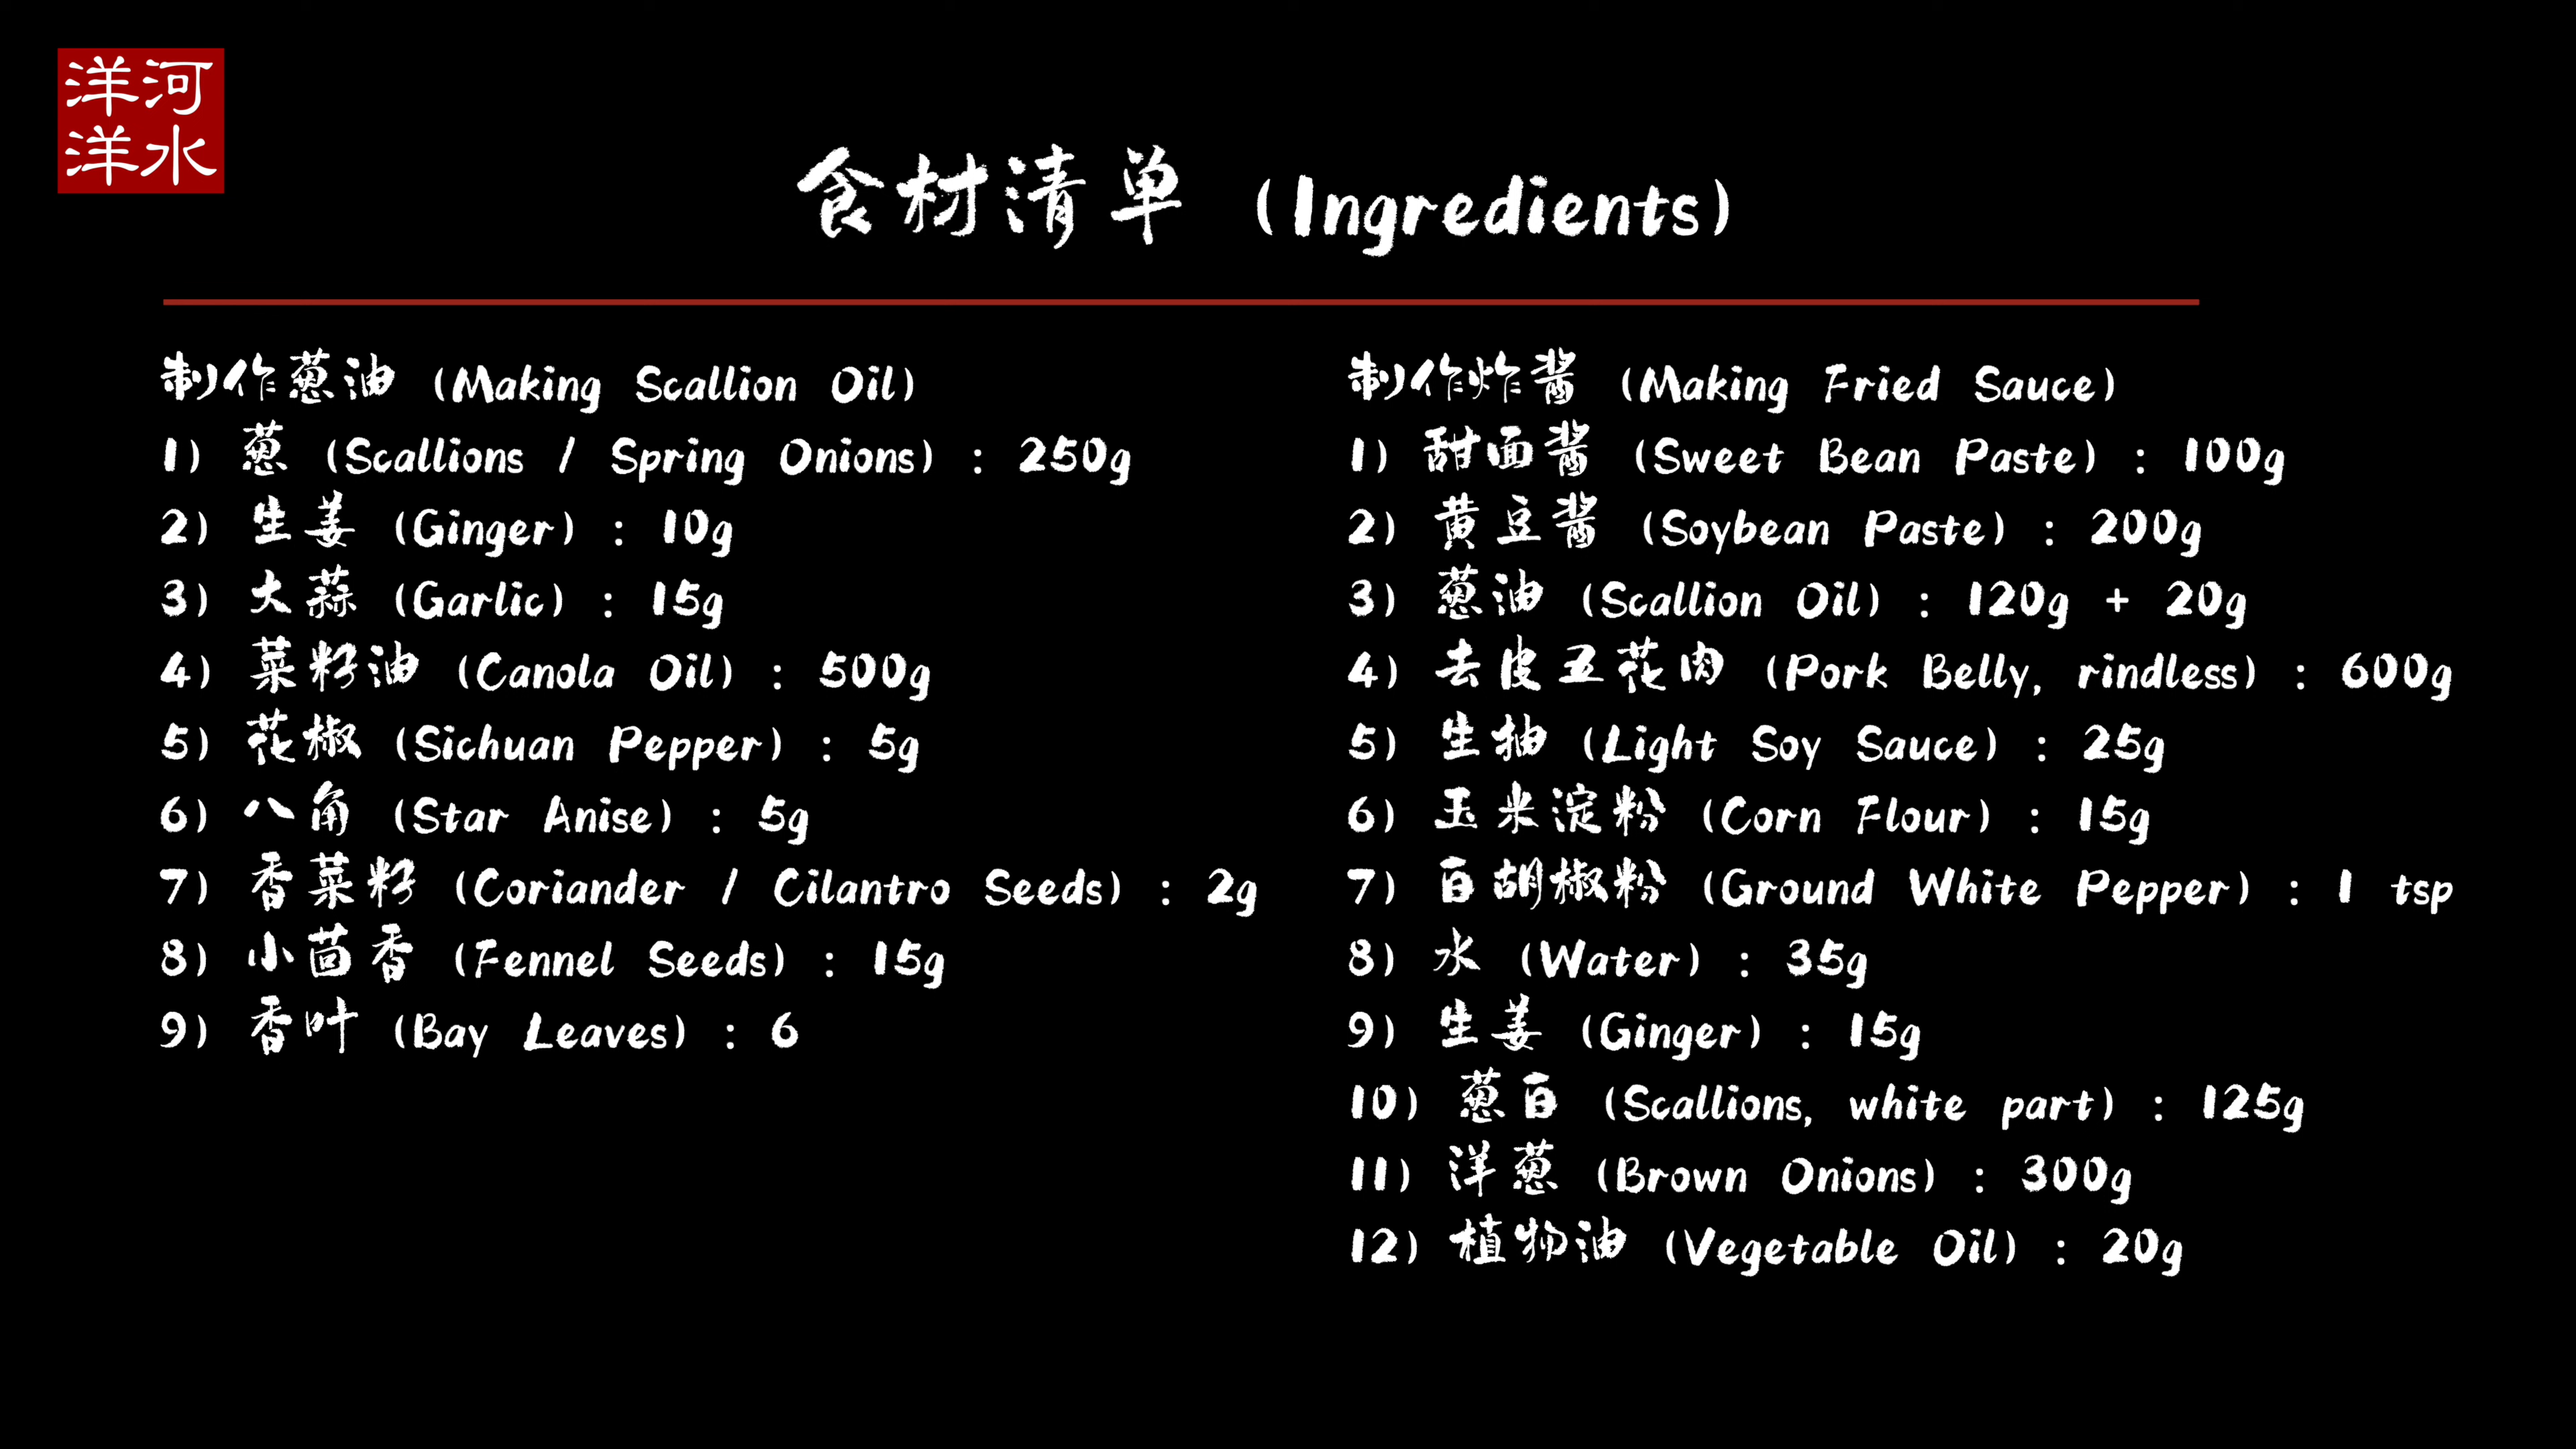 河水
洋洋
食材清单 (Ingredients)
制作葱油 (Making Scallion Oil)
1) 葱 (Scallions / Spring Onions) : 250g
2) 生姜 (Ginger) : 10g
3) 大蒜 (Garlic) : 15g
4) 菜籽油 (Canola Oil) : 500g
5) 花椒 (Sichuan Pepper) : 5g
6) 八角 (Star Anise) : 5g
7) 香菜籽 (Coriander / Cilantro Seeds) : 2g
8) 小茴香 (Fennel Seeds) : 15g
9) 香叶 (Bay Leaves) : 6
制作炸酱 (Making Fried Sauce)
1) 甜面酱 (Sweet Bean Paste) : 100g
2) 黄豆酱 (Soybean Paste) : 200g
3) 葱油 (Scallion Oil) : 120g + 20g
4) 去皮五花肉 (Pork Belly, rindless) : 600g
5) 生抽 (Light Soy Sauce) : 25g
6) 玉米淀粉 (Corn Flour) : 15g
7) 白胡椒粉 (Ground White Pepper) : 1 tsp
8) 水 (Water) : 35g
9) 生姜 (Ginger) : 15g
10) 葱白 (Scallions, white part) : 125g
11) 洋葱 (Brown Onions) : 300g
12) 植物油 (Vegetable Oil) : 20g